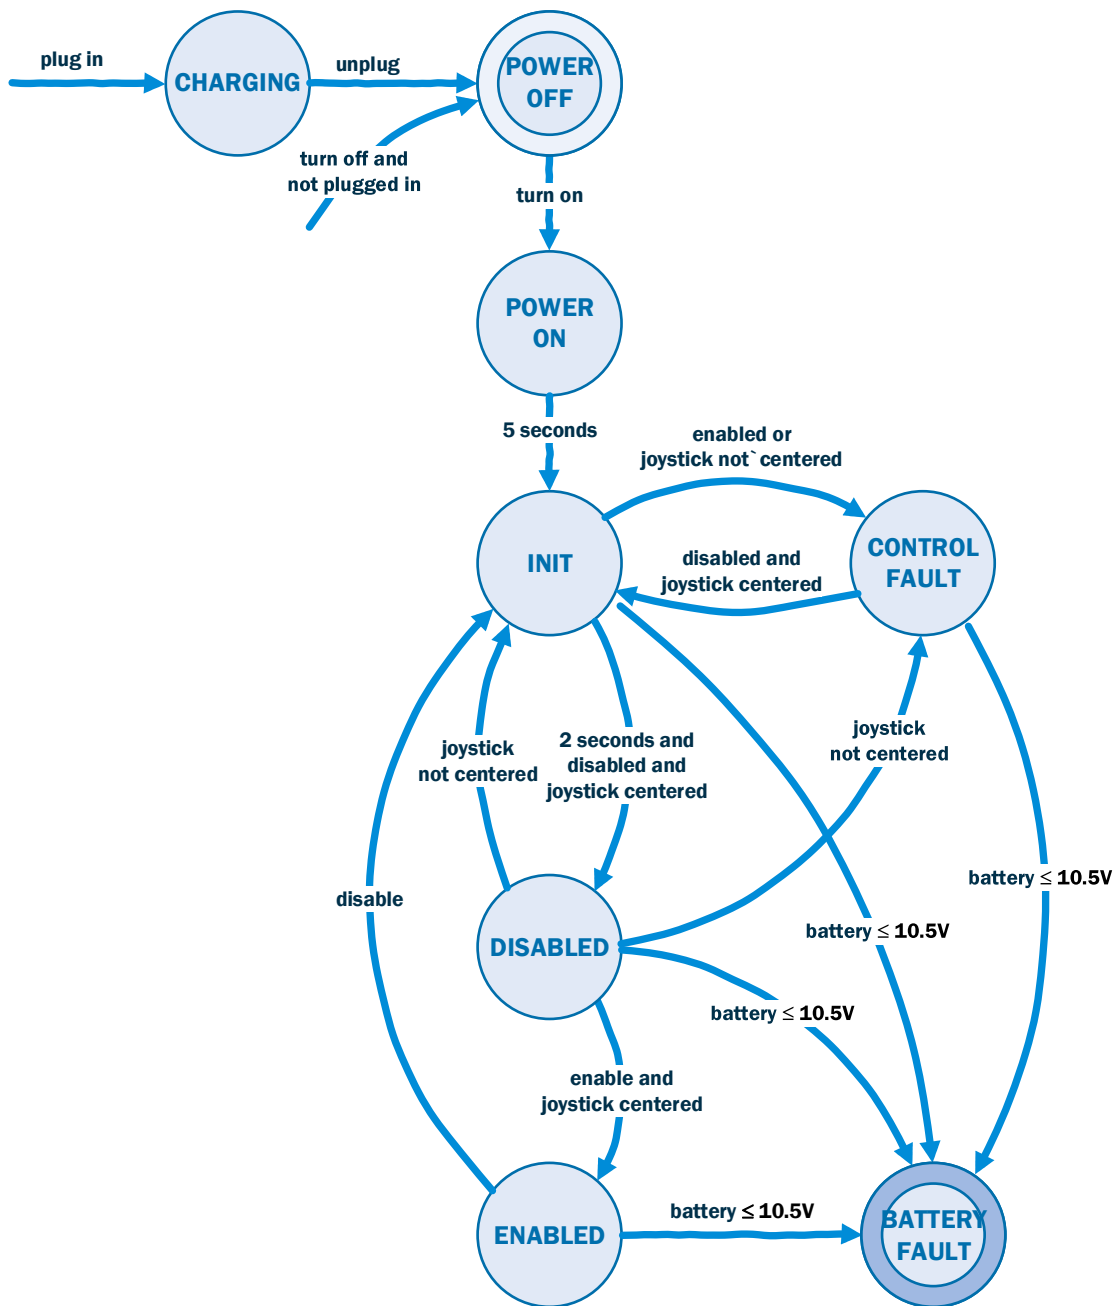 plug in
CHARGING
unplug
POWER
OFF
turn off and
not plugged in
turn on
POWER
ON
5 seconds
enabled or
joystick not` centered
INIT
CONTROL
FAULT
disabled and
joystick centered
joystick
not centered
2 seconds and
disabled and
joystick centered
joystick
not centered
disable
battery ≤ 10.5V
battery ≤ 10.5V
DISABLED
battery ≤ 10.5V
enable and
joystick centered
battery ≤ 10.5V
ENABLED
BATTERY
FAULT